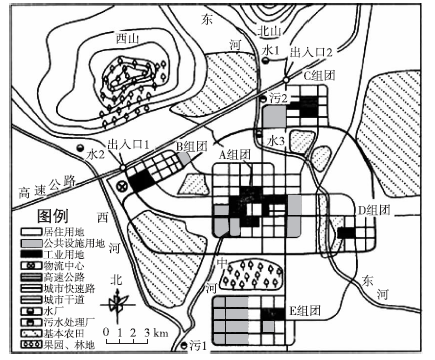 西山
东
河
北山
水1
出入口2
C组团
污2
水3
出入口1
B组团
A组团
水2
高速公路
西
河
D组团
东
河
中
河
E组团
污1
图例
居住用地
公共设施用地
工业用地
物流中心
高速公路
城市快速路
城市干道
水厂
污水处理厂
基本农田
果园、林地
北
0 1 2 3 km